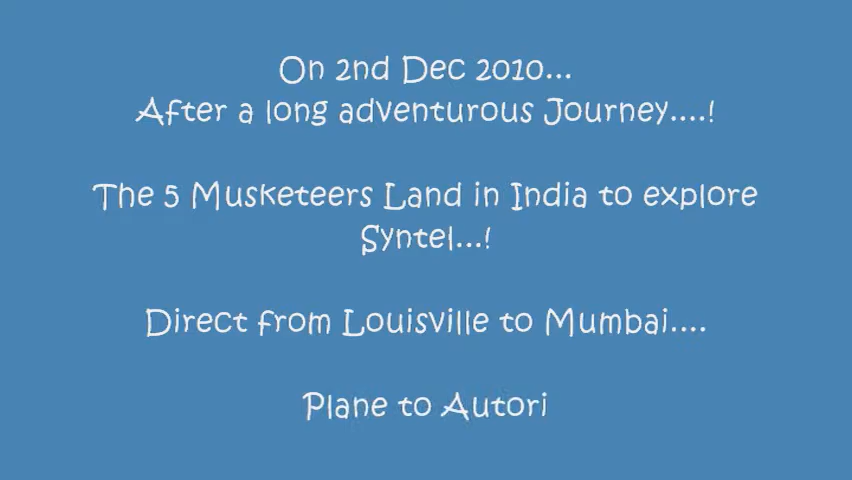 On 2nd Dec 2010...
After a long adventurous Journey....!
The 5 Musketeers Land in India to explore
Syntel...!
Direct from Louisville to Mumbai....
Plane to Autori